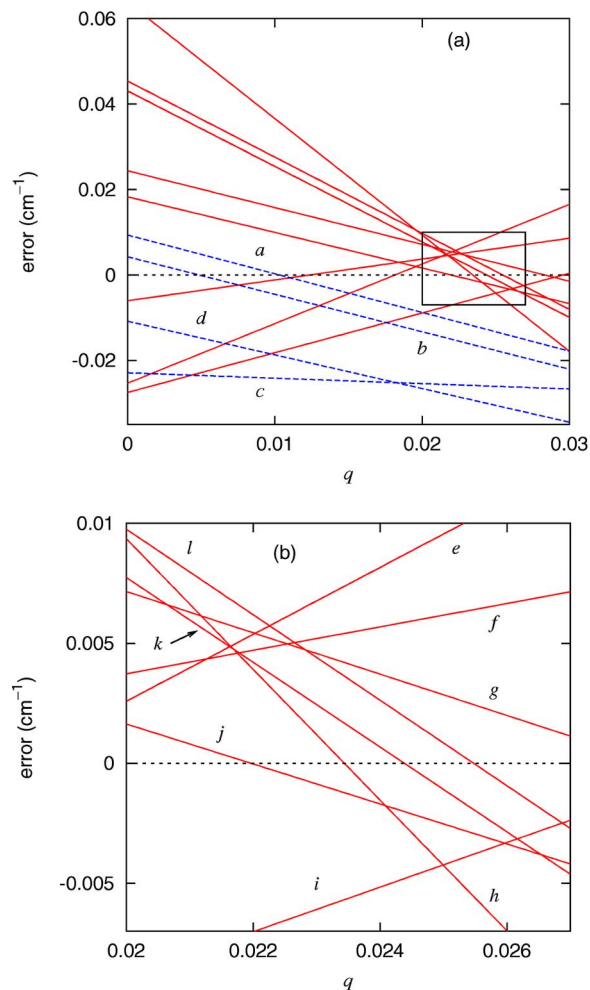 0.06
(a)
0.04
0.02
0
-0.02
error (cm⁻¹)
a
b
d
c
0
0.01
0.02
0.03
q
0.01
(b)
0.005
0
-0.005
error (cm⁻¹)
l
e
k
f
g
j
i
h
0.02
0.022
0.024
0.026
q